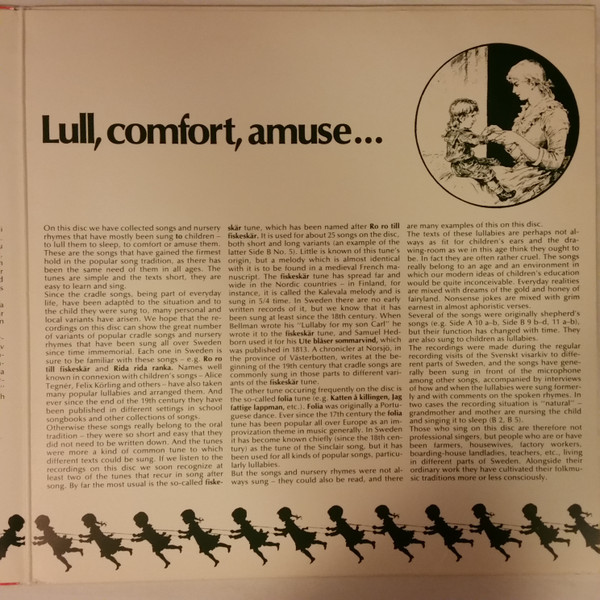 Lull, comfort, amuse...
On this disc we have collected songs and nursery
rhymes that have mostly been sung to children –
to lull them to sleep, to comfort or amuse them.
These are the songs that have gained the firmest
hold in the popular song tradition, as there has
been the same need of them in all ages. The
tunes are simple and the texts short, they are
easy to learn and sing.
Since the cradle songs, being part of everyday
life, have been adapted to the situation and to
the child they were sung to, many personal and
local variants have arisen. We hope that the re-
cordings on this disc can show the great number
of variants of popular cradle songs and nursery
rhymes that have been sung all over Sweden
since time immemorial. Each one in Sweden is
sure to be familiar with these songs – e.g. Ro ro
till fiskeskär and Rida rida ranka. Names well
known in connexion with children's songs – Alice
Tegnér, Felix Körling and others – have also taken
many popular lullabies and arranged them. And
ever since the end of the 19th century they have
been published in different settings in school
songbooks and other collections of songs.
Otherwise these songs really belong to the oral
tradition – they were so short and easy that they
did not need to be written down. And the tunes
were more a kind of common tune to which
different texts could be sung. If we listen to the
recordings on this disc we soon recognize at
least two of the tunes that recur in song after
song. By far the most usual is the so-called fiske-
skär tune, which has been named after Ro ro till
fiskeskär. It is used for about 25 songs on the disc,
both short and long variants (an example of the
latter Side B No. 5). Little is known of this tune's
origin, but a melody which is almost identical
with it is to be found in a medieval French ma-
nuscript. The fiskeskär tune has spread far and
wide in the Nordic countries – in Finland, for
instance, it is called the Kalevala melody and is
sung in 5/4 time. In Sweden there are no early
written records of it, but we know that it has
been sung at least since the 18th century. When
Bellman wrote his "Lullaby for my son Carl" he
wrote it to the fiskeskär tune, and Samuel Hed-
born used it for his Ute blåser sommarvind, which
was published in 1813. A chronicler at Norsjö, in
the province of Västerbotten, writes at the be-
ginning of the 19th century that cradle songs are
commonly sung in those parts to different vari-
ants of the fiskeskär tune.
The other tune occuring frequently on the disc is
the so-called folia tune (e.g. Katten å killingen, Jag
fattige lappman, etc.). Folia was originally a Portu-
guese dance. Ever since the 17th century the folia
tune has been popular all over Europe as an im-
provization theme in music generally. In Sweden
it has become known chiefly (since the 18th cen-
tury) as the tune of the Sinclair song, but it has
been used for all kinds of popular songs, particu-
larly lullabies.
But the songs and nursery rhymes were not al-
ways sung – they could also be read, and there
are many examples of this on this disc.
The texts of these lullabies are perhaps not al-
ways as fit for children's ears and the dra-
wing-room as we in this age think they ought to
be. In fact they are often rather cruel. The songs
really belong to an age and an environment in
which our modern ideas of children's education
would be quite inconceivable. Everyday realities
are mixed with dreams of the gold and honey of
fairyland. Nonsense jokes are mixed with grim
earnest in almost aphoristic verses.
Several of the songs were originally shepherd's
songs (e.g. Side A 10 a–b, Side B 9 b–d, 11 a–b),
but their function has changed with time. They
are also sung to children as lullabies.
The recordings were made during the regular
recording visits of the Svenskt visarkiv to differ-
ent parts of Sweden, and the songs have gene-
rally been sung in front of the microphone
among other songs, accompanied by interviews
of how and when the lullabies were sung former-
ly and with comments on the spoken rhymes. In
two cases the recording situation is "natural" –
grandmother and mother are nursing the child
and singing it to sleep (B 2, B 5).
Those who sing on this disc are therefore not
professional singers, but people who are or have
been farmers, housewives, factory workers,
boarding-house landladies, teachers, etc., living
in different parts of Sweden. Alongside their
ordinary work they have cultivated their folkmu-
sic traditions more or less consciously.